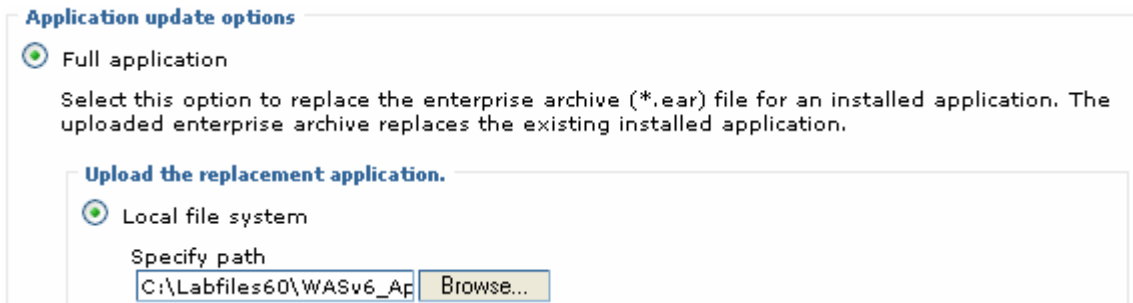 Application update options
Full application
Select this option to replace the enterprise archive (*.ear) file for an installed application. The
uploaded enterprise archive replaces the existing installed application.
Upload the replacement application.
Local file system
Specify path
C:\Labfiles60\WASv6_Ap Browse...